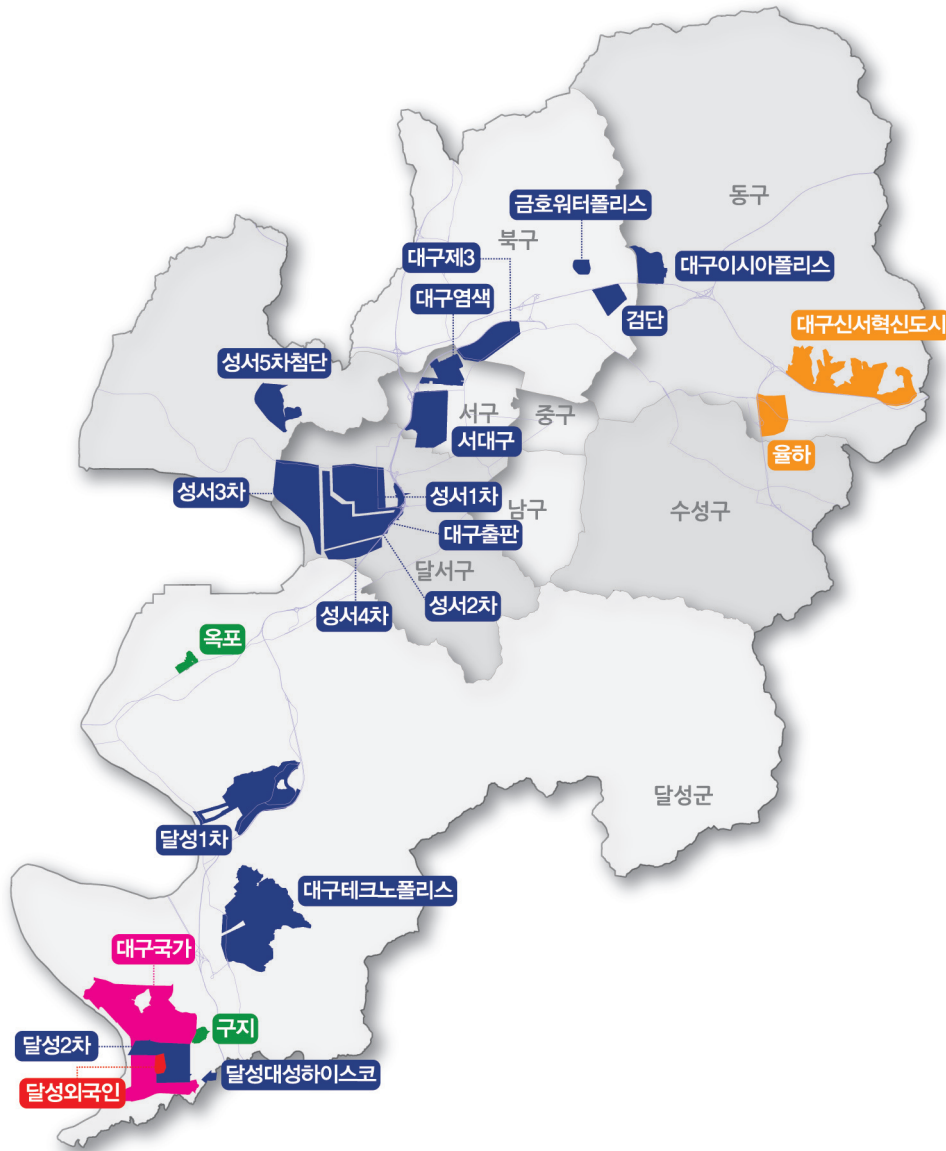 동구
금호워터폴리스
북구
대구제3
대구이시아폴리스
대구염색
검단
대구신서혁신도시
성서5차첨단
서구
중구
서대구
율하
성서3차
성서1차
남구
수성구
대구출판
달서구
성서2차
성서4차
옥포
달성군
달성1차
대구테크노폴리스
대구국가
구지
달성2차
달성대성하이스코
달성외국인